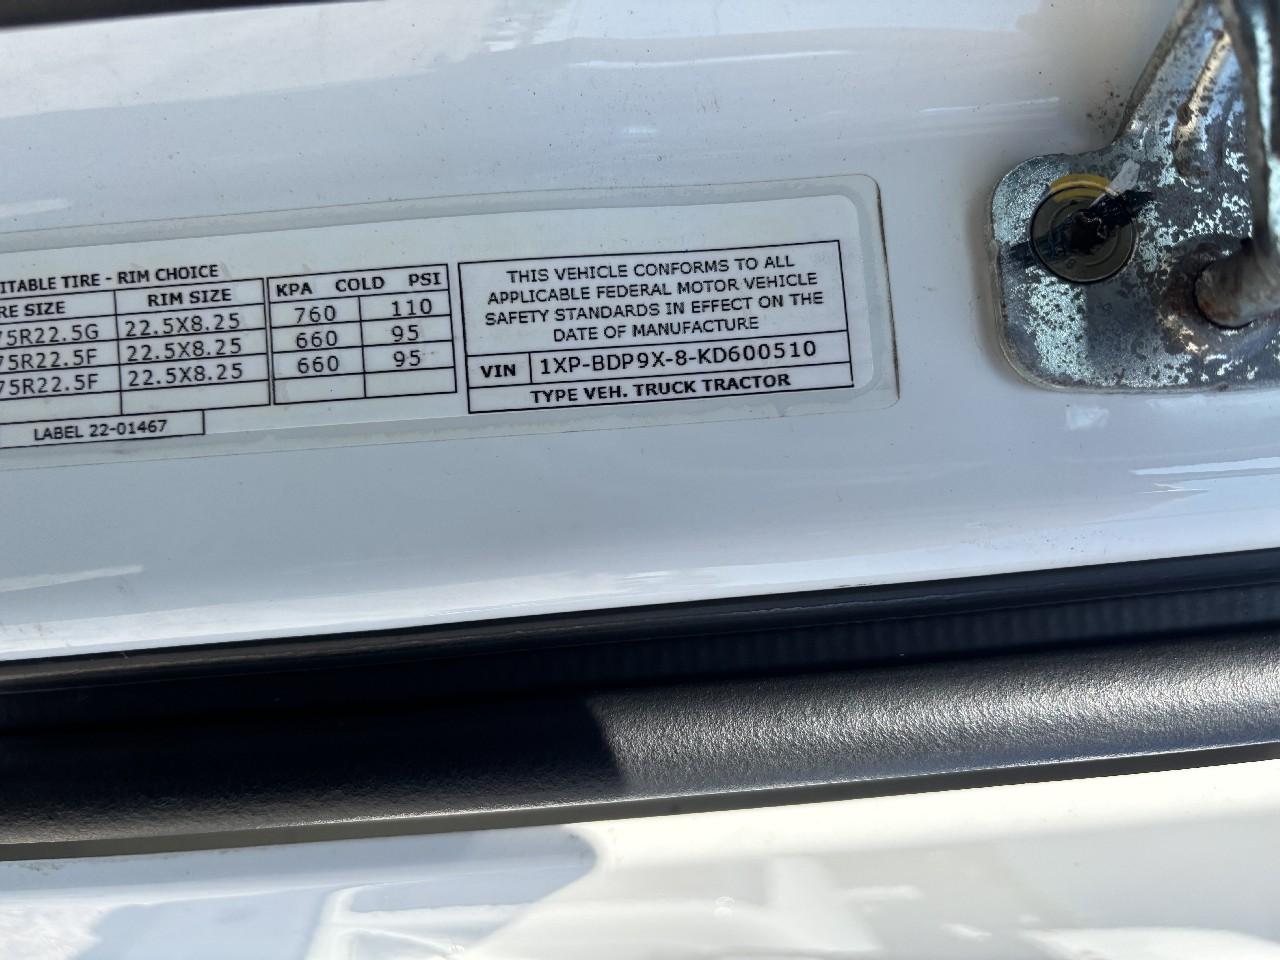 ITABLE TIRE - RIM CHOICE
RE SIZE RIM SIZE KPA COLD PSI
75R22.5G 22.5X8.25 760 110
75R22.5F 22.5X8.25 660 95
75R22.5F 22.5X8.25 660 95
LABEL 22-01467
THIS VEHICLE CONFORMS TO ALL
APPLICABLE FEDERAL MOTOR VEHICLE
SAFETY STANDARDS IN EFFECT ON THE
DATE OF MANUFACTURE
VIN 1XP-BDP9X-8-KD600510
TYPE VEH. TRUCK TRACTOR